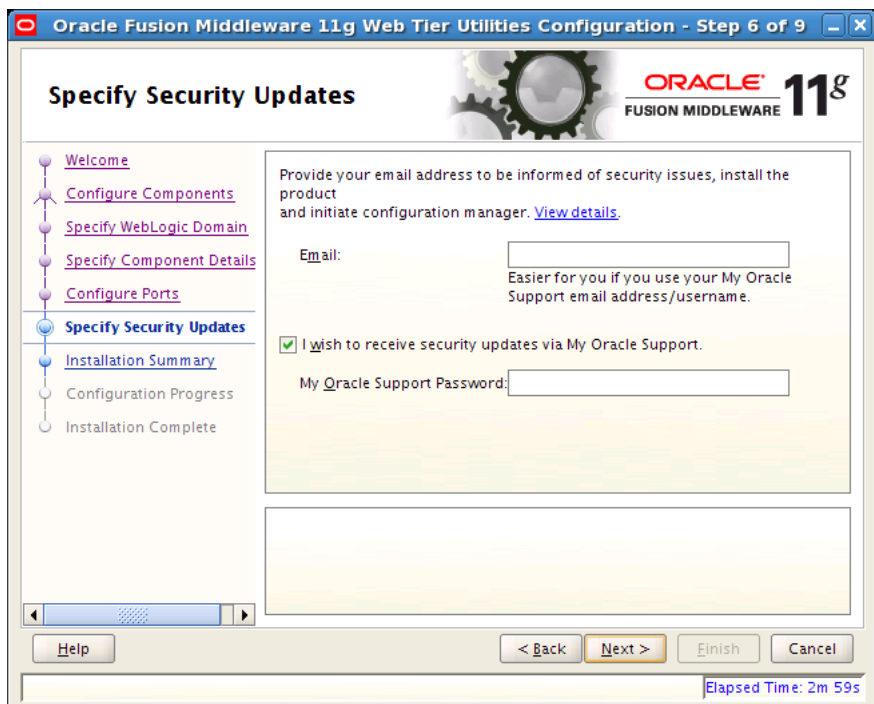 Oracle Fusion Middleware 11g Web Tier Utilities Configuration - Step 6 of 9
Specify Security Updates
ORACLE
FUSION MIDDLEWARE
11g
Welcome
Configure Components
Specify WebLogic Domain
Specify Component Details
Configure Ports
Specify Security Updates
Installation Summary
Configuration Progress
Installation Complete
Provide your email address to be informed of security issues, install the
product
and initiate configuration manager. View details.
Email:
Easier for you if you use your My Oracle
Support email address/username.
I wish to receive security updates via My Oracle Support.
My Oracle Support Password:
Help
< Back
Next >
Finish
Cancel
Elapsed Time: 2m 59s